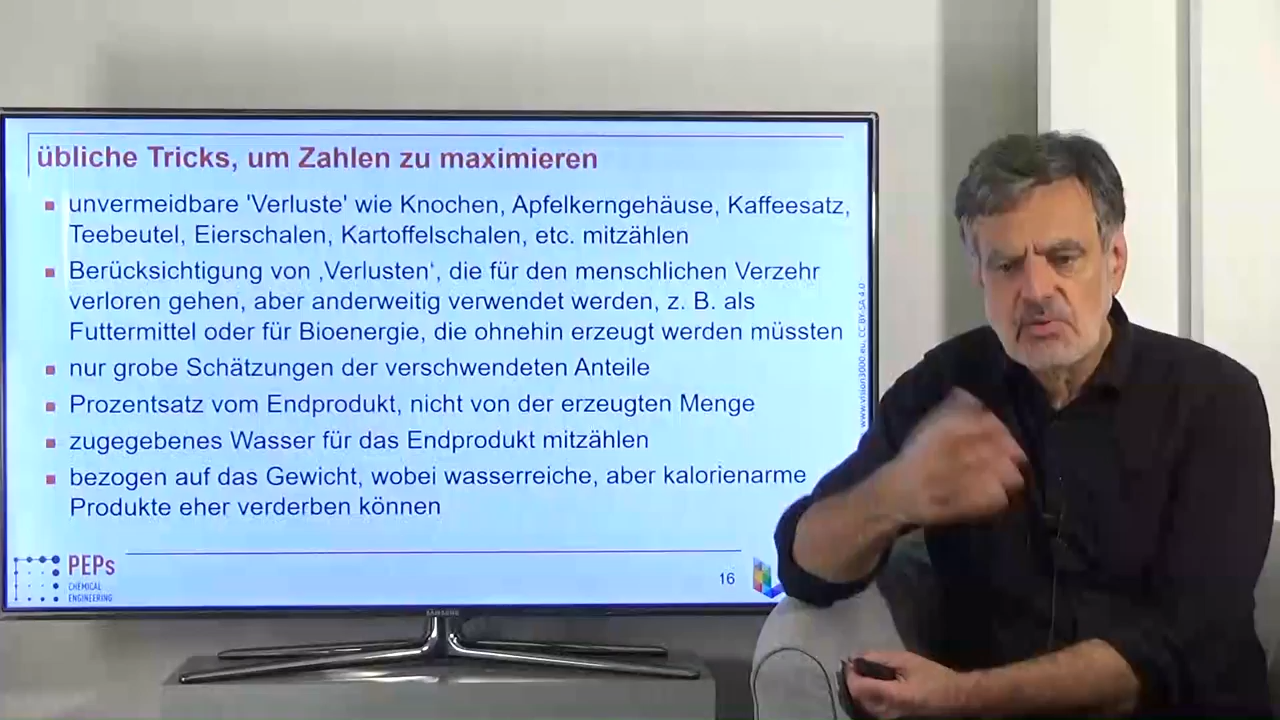 übliche Tricks, um Zahlen zu maximieren
unvermeidbare 'Verluste' wie Knochen, Apfelkerngehäuse, Kaffeesatz,
Teebeutel, Eierschalen, Kartoffelschalen, etc. mitzählen
Berücksichtigung von ‚Verlusten‘, die für den menschlichen Verzehr
verloren gehen, aber anderweitig verwendet werden, z. B. als
Futtermittel oder für Bioenergie, die ohnehin erzeugt werden müssten
nur grobe Schätzungen der verschwendeten Anteile
Prozentsatz vom Endprodukt, nicht von der erzeugten Menge
zugegebenes Wasser für das Endprodukt mitzählen
bezogen auf das Gewicht, wobei wasserreiche, aber kalorienarme
Produkte eher verderben können
www.vision3000.eu, CC BY-SA 4.0
PEPs
CHEMICAL
ENGINEERING
16
SAMSUNG